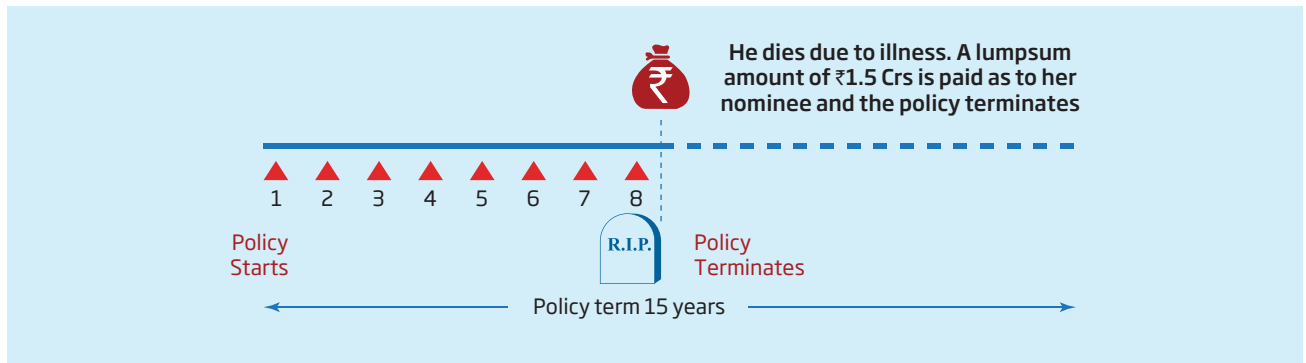 He dies due to illness. A lumpsum
amount of ₹1.5 Crs is paid as to her
nominee and the policy terminates
₹
1 2 3 4 5 6 7 8
R.I.P.
Policy
Starts
Policy
Terminates
Policy term 15 years